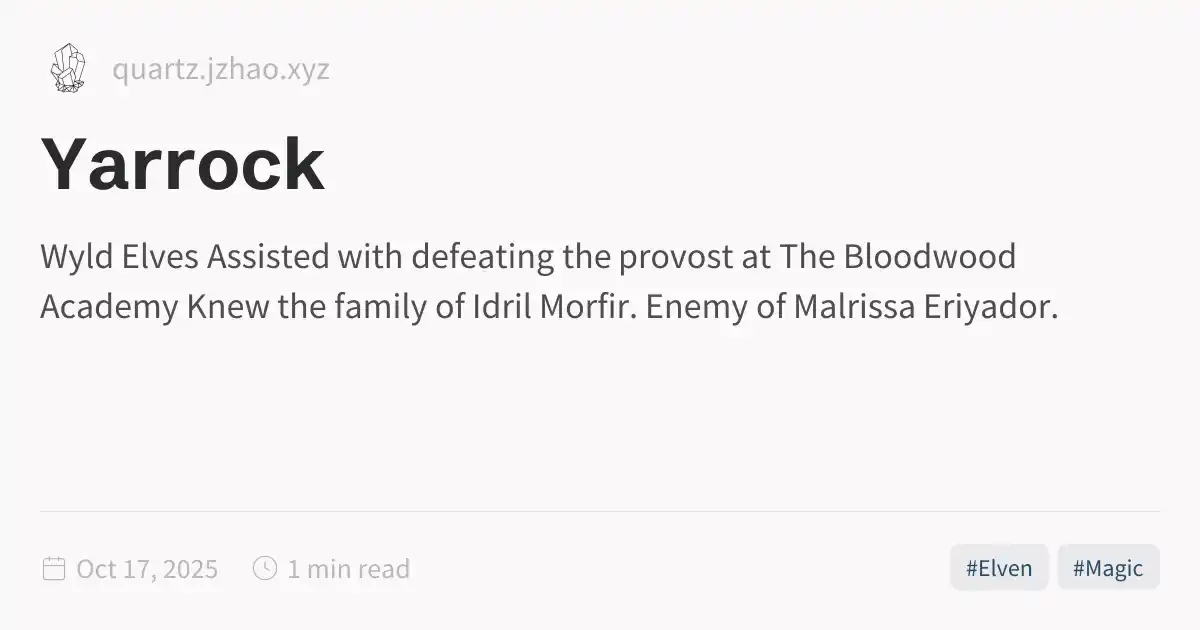 quartz.jzhao.xyz
Yarrock
Wyld Elves Assisted with defeating the provost at The Bloodwood
Academy Knew the family of Idril Morfir. Enemy of Malrissa Eriyador.
Oct 17, 2025 1 min read #Elven #Magic